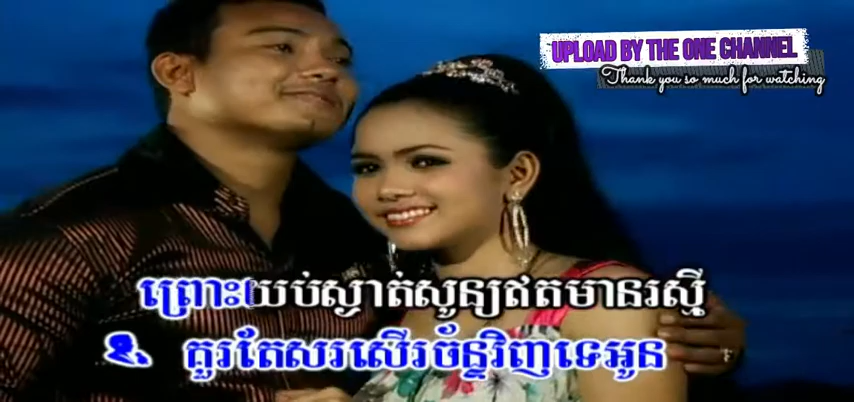 UPLOAD BY THE ONE CHANNEL
Thank you so much for watching
ព្រោះយប់ស្ងាត់សូន្យឥតមានរស្មី
គួរតែសរសើរច័ន្ទវិញទេអូន